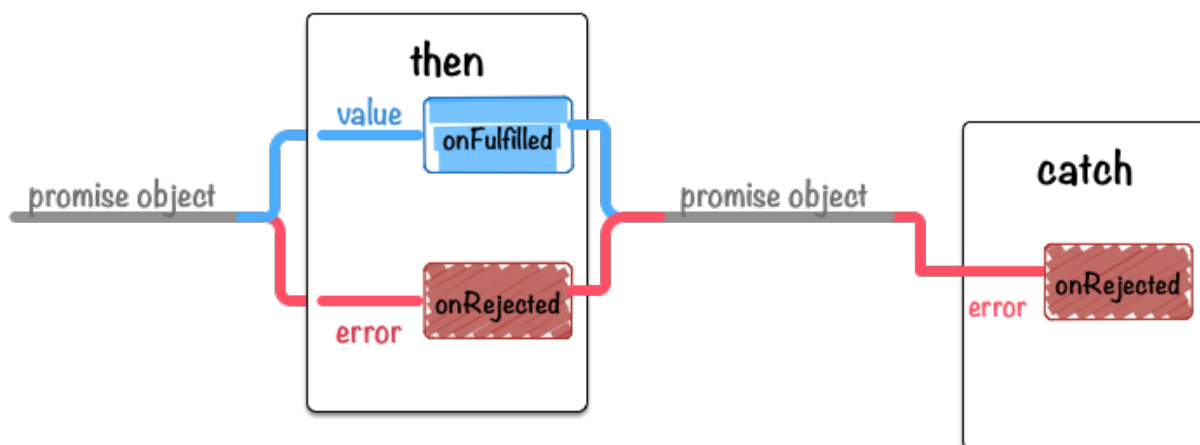 then
value
onFulfilled
promise object
onRejected
error
promise object
catch
onRejected
error